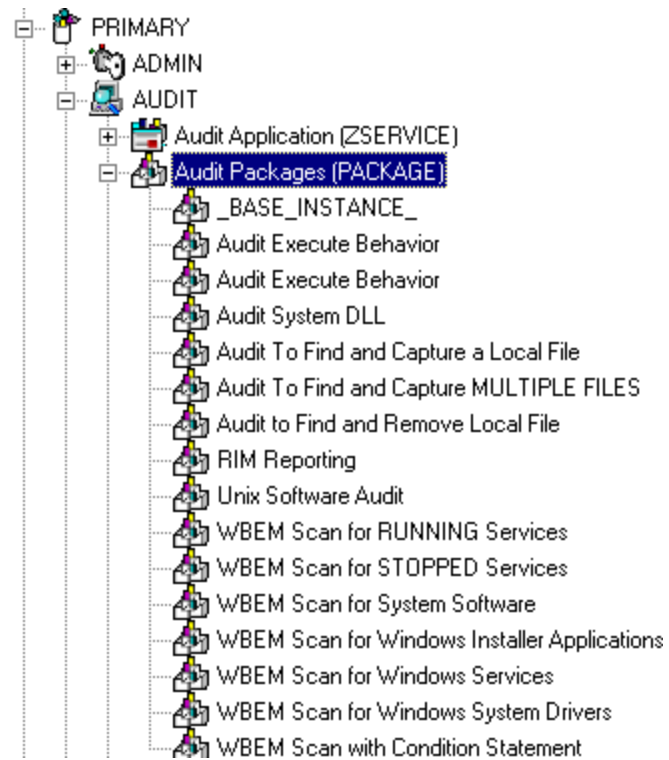 PRIMARY
ADMIN
AUDIT
Audit Application (ZSERVICE)
Audit Packages (PACKAGE)
_BASE_INSTANCE_
Audit Execute Behavior
Audit Execute Behavior
Audit System DLL
Audit To Find and Capture a Local File
Audit To Find and Capture MULTIPLE FILES
Audit to Find and Remove Local File
RIM Reporting
Unix Software Audit
WBEM Scan for RUNNING Services
WBEM Scan for STOPPED Services
WBEM Scan for System Software
WBEM Scan for Windows Installer Applications
WBEM Scan for Windows Services
WBEM Scan for Windows System Drivers
WBEM Scan with Condition Statement